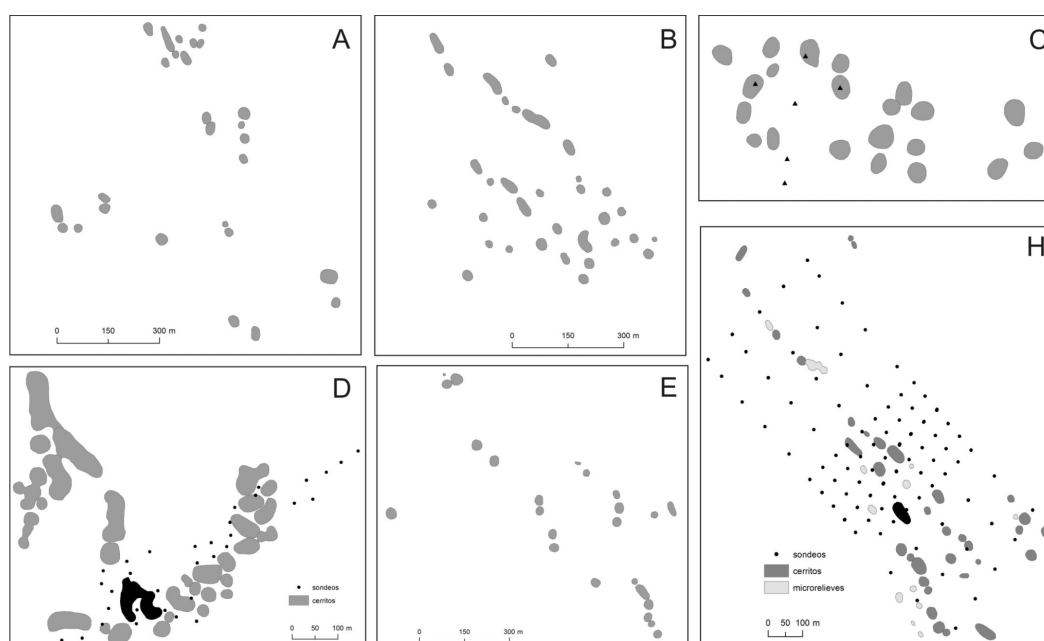 A
0 150 300 m
B
0 150 300 m
C
D
sondeos
cerritos
0 50 100 m
E
0 150 300 m
H
sondeos
cerritos
microrelieves
0 100 m